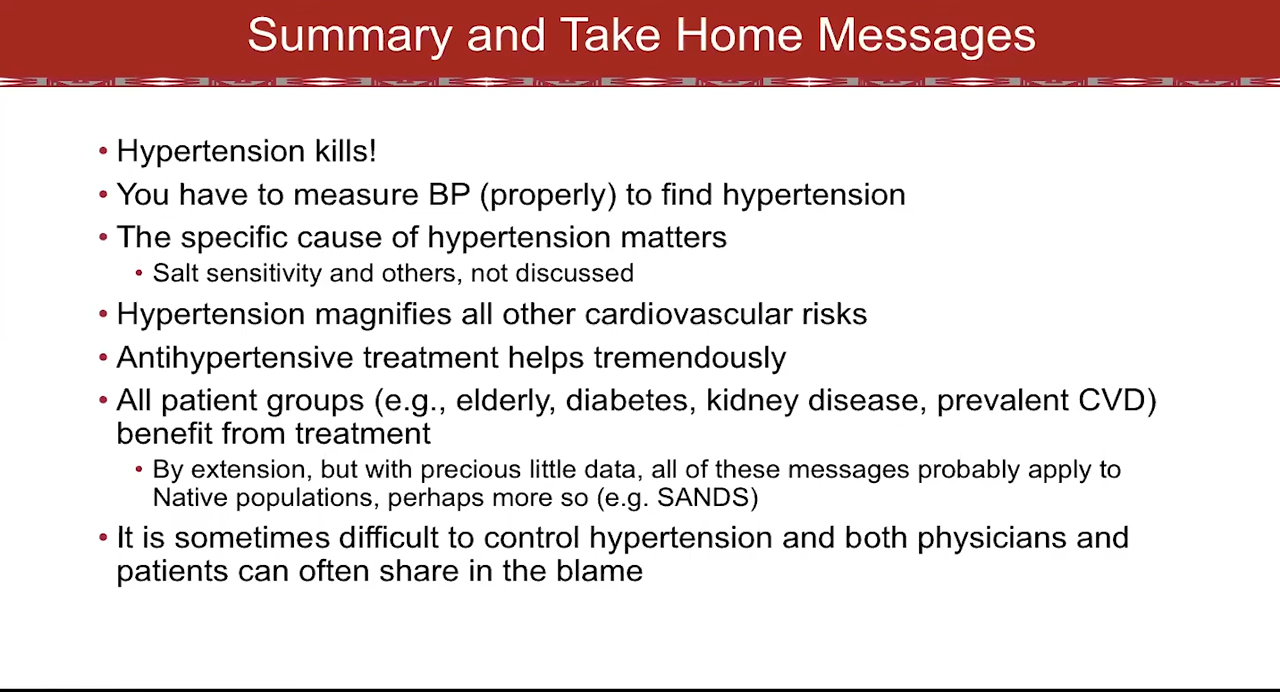 Summary and Take Home Messages
• Hypertension kills!
• You have to measure BP (properly) to find hypertension
• The specific cause of hypertension matters
• Salt sensitivity and others, not discussed
• Hypertension magnifies all other cardiovascular risks
• Antihypertensive treatment helps tremendously
• All patient groups (e.g., elderly, diabetes, kidney disease, prevalent CVD)
benefit from treatment
• By extension, but with precious little data, all of these messages probably apply to
Native populations, perhaps more so (e.g. SANDS)
• It is sometimes difficult to control hypertension and both physicians and
patients can often share in the blame